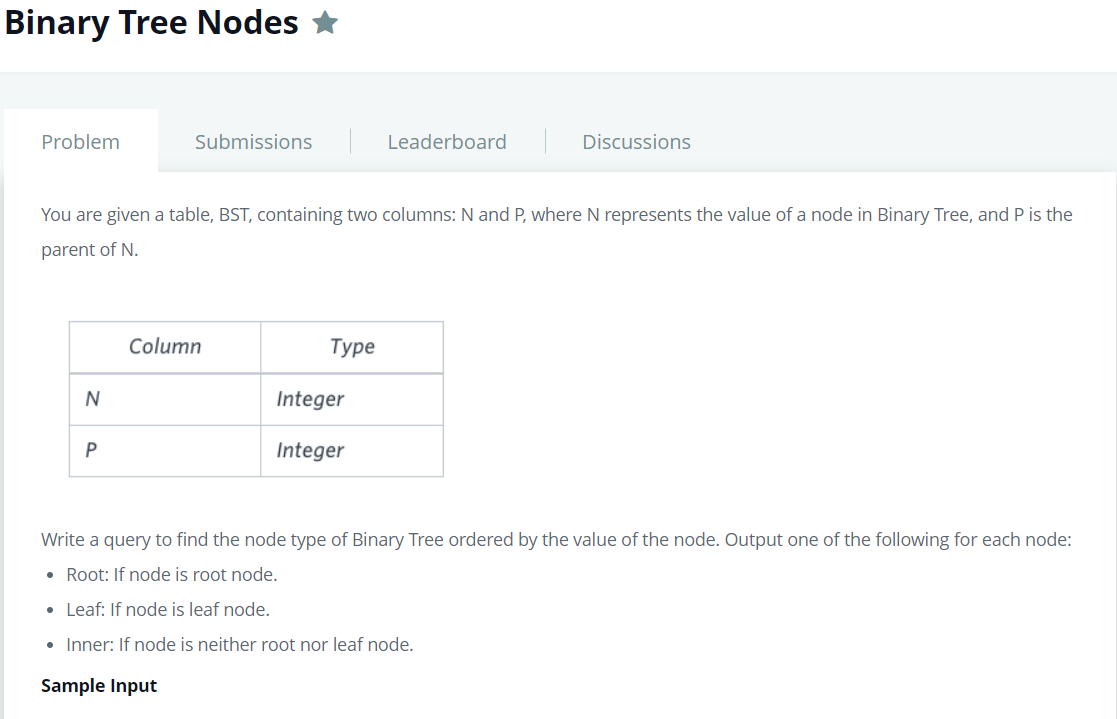 Binary Tree Nodes
Problem
Submissions
Leaderboard
Discussions
You are given a table, BST, containing two columns: N and P, where N represents the value of a node in Binary Tree, and P is the
parent of N.
Column Type
N Integer
P Integer
Write a query to find the node type of Binary Tree ordered by the value of the node. Output one of the following for each node:
• Root: If node is root node.
• Leaf: If node is leaf node.
• Inner: If node is neither root nor leaf node.
Sample Input